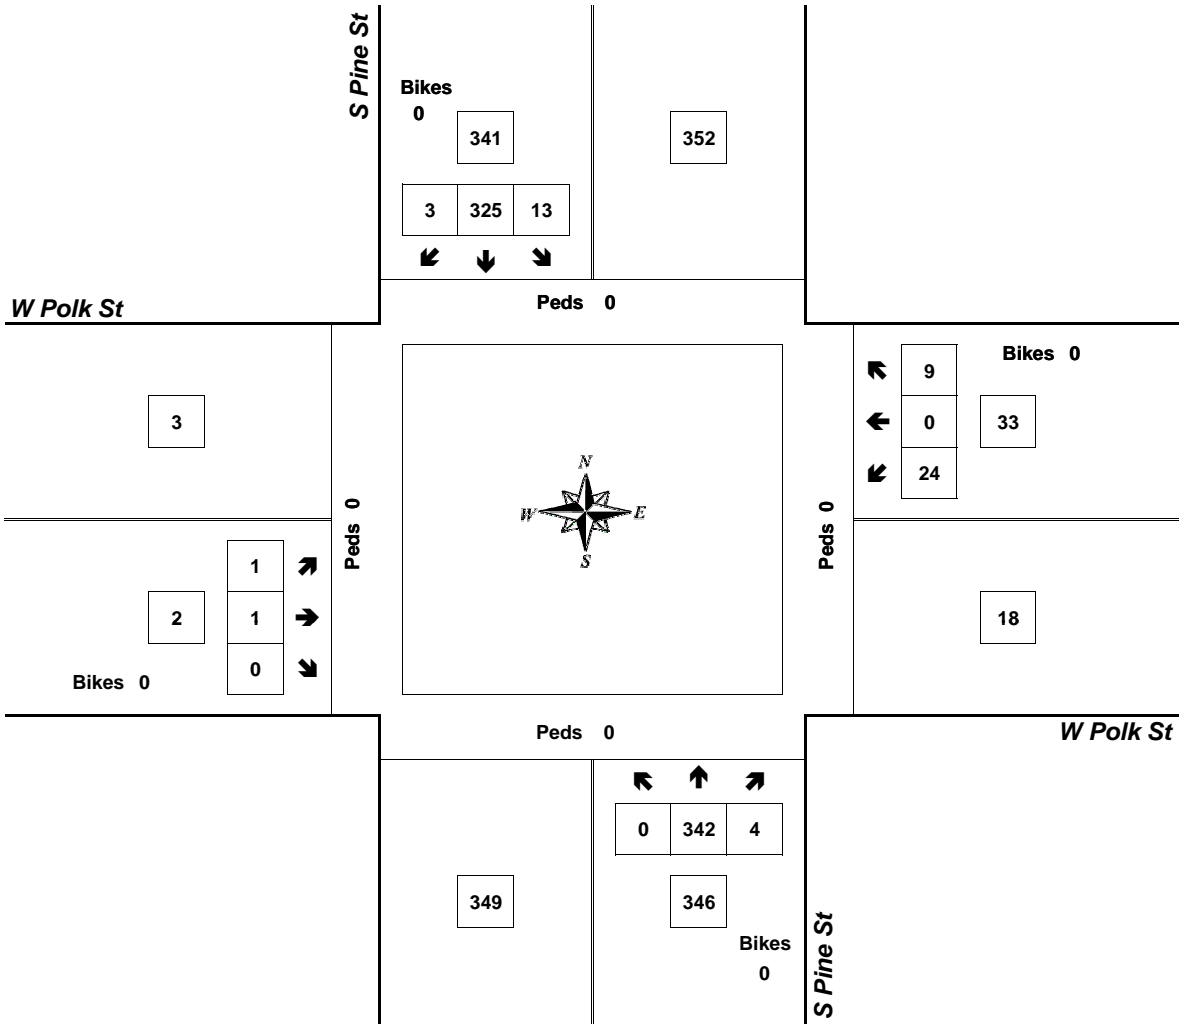 S Pine St
Bikes
0
341
352
3 325 13
Peds 0
W Polk St
Bikes 0
9
3
0 33
24
N
W E
S
Peds 0
Peds 0
1
2 1
18
0
Bikes 0
Peds 0
W Polk St
0 342 4
349
346
Bikes
0
S Pine St